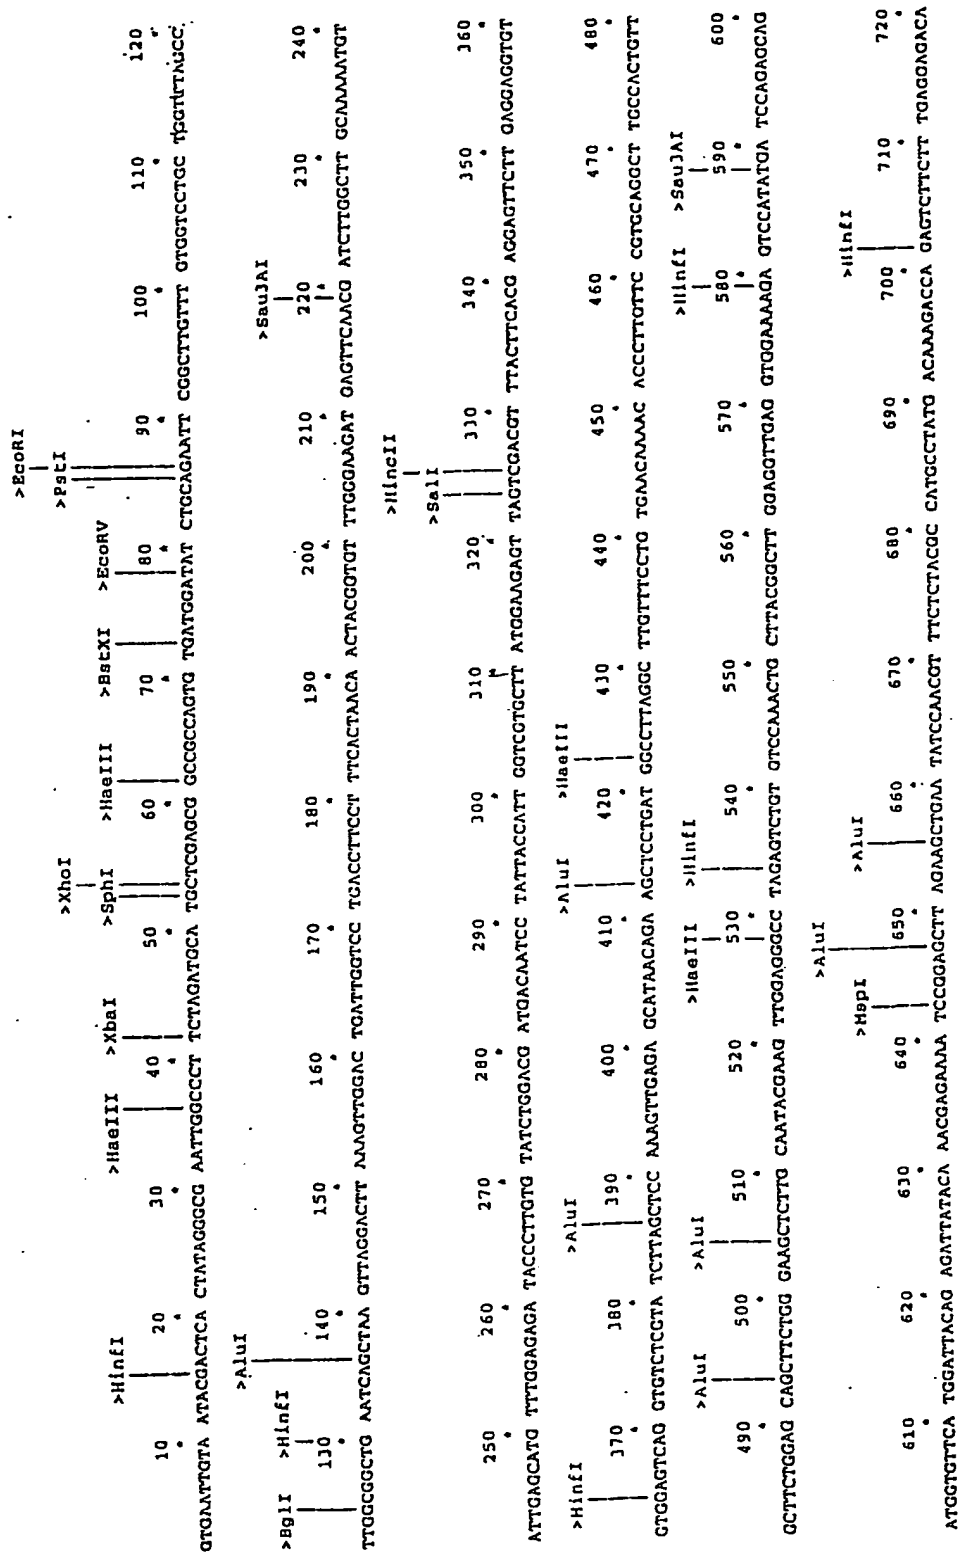 >EcoRI
>XhoI >PstI
>HinfI >HaeIII >XbaI >SphI >HaeIII >BstXI >EcoRV
10 20 30 40 50 60 70 80 90 100 110 120
GTGAATTGTA ATACGACTCA CTATAGGGCG AATTGGCCCT TCTAGATGCA TGCTCGAGCG GCCGCCAGTG TGATGGATAT CTGCAGAATT CGGCTTGTTT GTGGTCCTGC
>AluI
>BglI >HinfI >Sau3AI
130 140 150 160 170 180 190 200 210 220 230 240
TTGGCGGCTG AATCAGCTAA GTTAGGACTT AAAGTTGGAC TGATTGGTCC TGACCTTCCT TTCACTAACA ACTACGGTGT TTGGGAAGAT GAGTTCAACG ATCTTGGCTT GCAAAAATGT
>HincII
>SalI
250 260 270 280 290 300 310 320 330 340 350 360
ATTGAGCATG TTTGGAGAGA TACCCTTGTG TATCTGGACG ATGACAATCC TATTACCATT GGTCGTGCTT ATGGAAGAGT TAGTCGACGT TTACTTCACG AGGAGTTCTT GAGGAGGTGT
>HinfI >AluI >AluI >HaeIII
370 380 390 400 410 420 430 440 450 460 470 480
GTGGAGTCAG GTGTCTCGTA TCTTAGCTCC AAAGTTGAGA GCATAACAGA AGCTCCTGAT GGCCTTAGGC TTGTTTCCTG TGAACAAAAC ACCCTTGTTC CGTGCAGGCT TGCCACTGTT
>AluI >AluI >HaeIII >HinfI >HinfI >Sau3AI
490 500 510 520 530 540 550 560 570 580 590 600
GCTTCTGGAG CAGCTTCTGG GAAGCTCTTG CAATACGAAG TTGGAGGGCC TAGAGTCTGT GTCCAAACTG CTTACGGCTT GGAGGTTGAG GTGGAAAAGA GTCCATATGA TCCAGAGCAG
>AluI
>MspI >AluI >HinfI
610 620 630 640 650 660 670 680 690 700 710 720
ATGGTGTTCA TGGATTACAG AGATTATACA AACGAGAAAA TCCGGAGCTT AGAAGCTGAA TATCCAACGT TTCTCTACGC CATGCCTATG ACAAAGACCA GAGTCTTCTT TGAGGAGACA